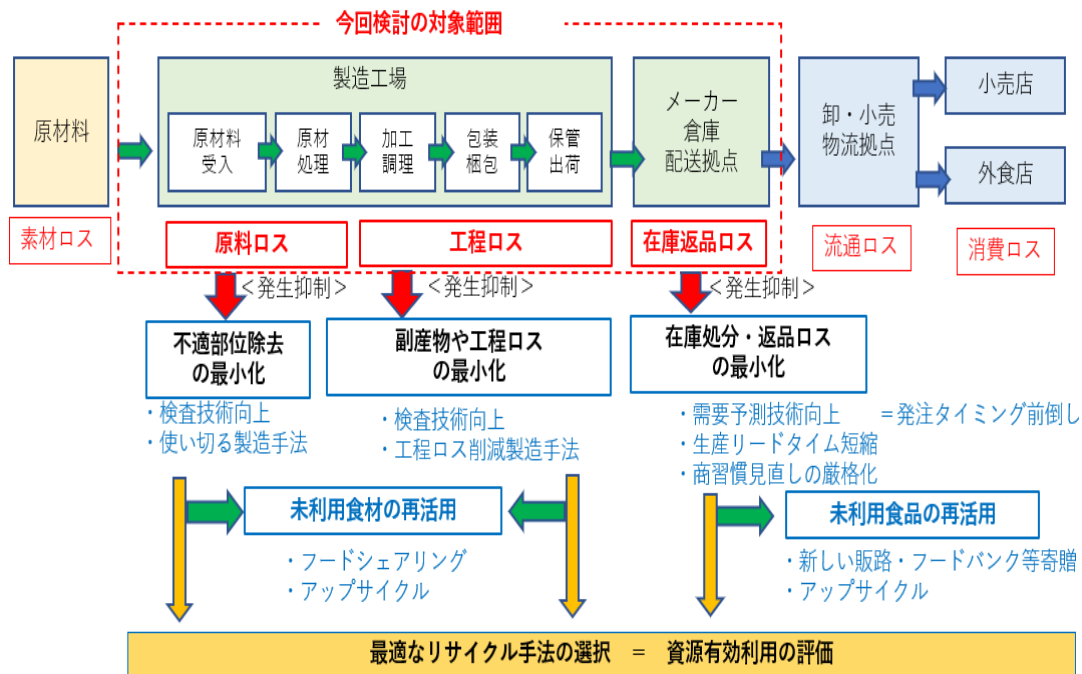 今回検討の対象範囲
原材料
製造工場
原材料
受入
原材
処理
加工
調理
包装
梱包
保管
出荷
メーカー
倉庫
配送拠点
卸・小売
物流拠点
小売店
外食店
素材ロス
原料ロス
工程ロス
在庫返品ロス
流通ロス
消費ロス
＜発生抑制＞
＜発生抑制＞
＜発生抑制＞
不適部位除去
の最小化
副産物や工程ロス
の最小化
在庫処分・返品ロス
の最小化
・検査技術向上
・使い切る製造手法
・検査技術向上
・工程ロス削減製造手法
・需要予測技術向上　＝発注タイミング前倒し
・生産リードタイム短縮
・商習慣見直しの厳格化
未利用食材の再活用
・フードシェアリング
・アップサイクル
未利用食品の再活用
・新しい販路・フードバンク等寄贈
・アップサイクル
最適なリサイクル手法の選択　＝　資源有効利用の評価